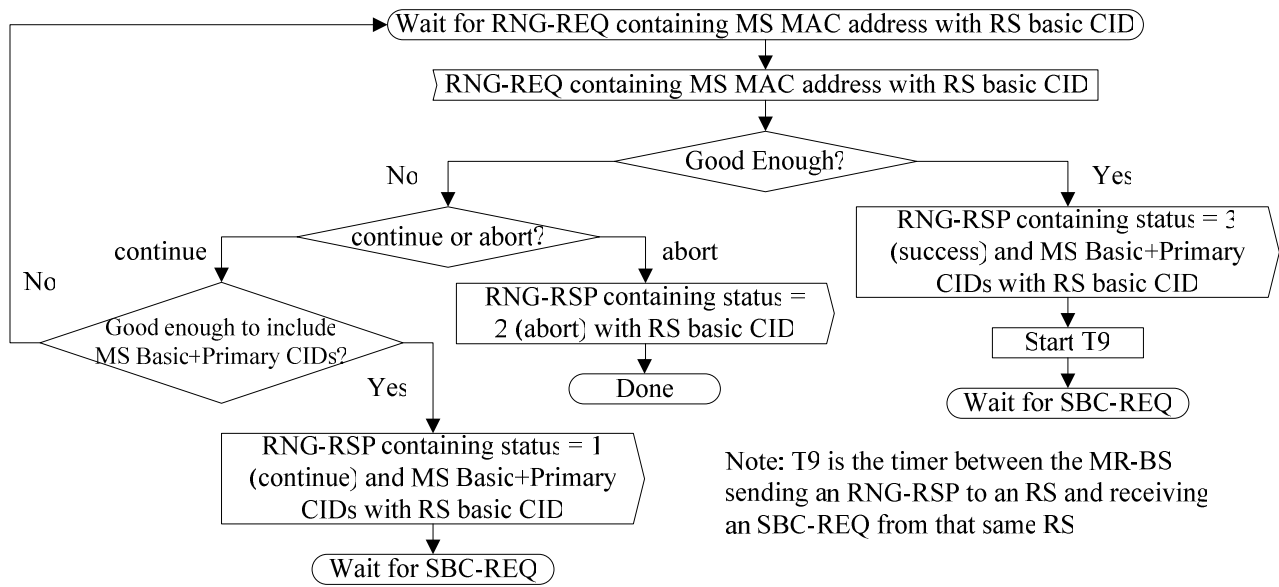 Wait for RNG-REQ containing MS MAC address with RS basic CID
RNG-REQ containing MS MAC address with RS basic CID
Good Enough?
No
Yes
continue or abort?
RNG-RSP containing status = 3
(success) and MS Basic+Primary
CIDs with RS basic CID
continue
abort
No
RNG-RSP containing status =
2 (abort) with RS basic CID
Good enough to include
MS Basic+Primary CIDs?
Start T9
Yes
Done
Wait for SBC-REQ
RNG-RSP containing status = 1
(continue) and MS Basic+Primary
CIDs with RS basic CID
Note: T9 is the timer between the MR-BS
sending an RNG-RSP to an RS and receiving
an SBC-REQ from that same RS
Wait for SBC-REQ